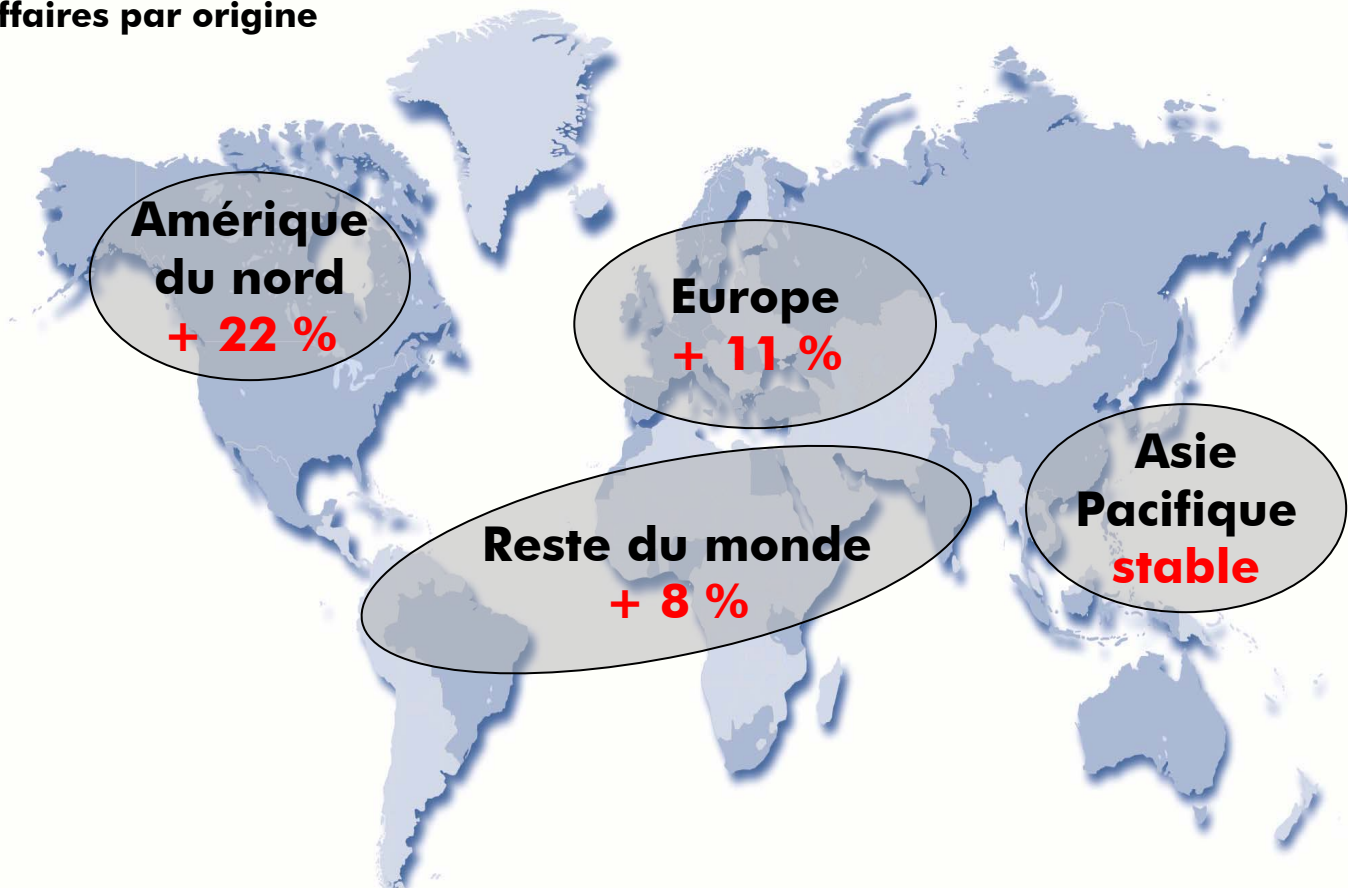 ffaires par origine
Amérique
du nord
+ 22 %
Europe
+ 11 %
Asie
Pacifique
stable
Reste du monde
+ 8 %